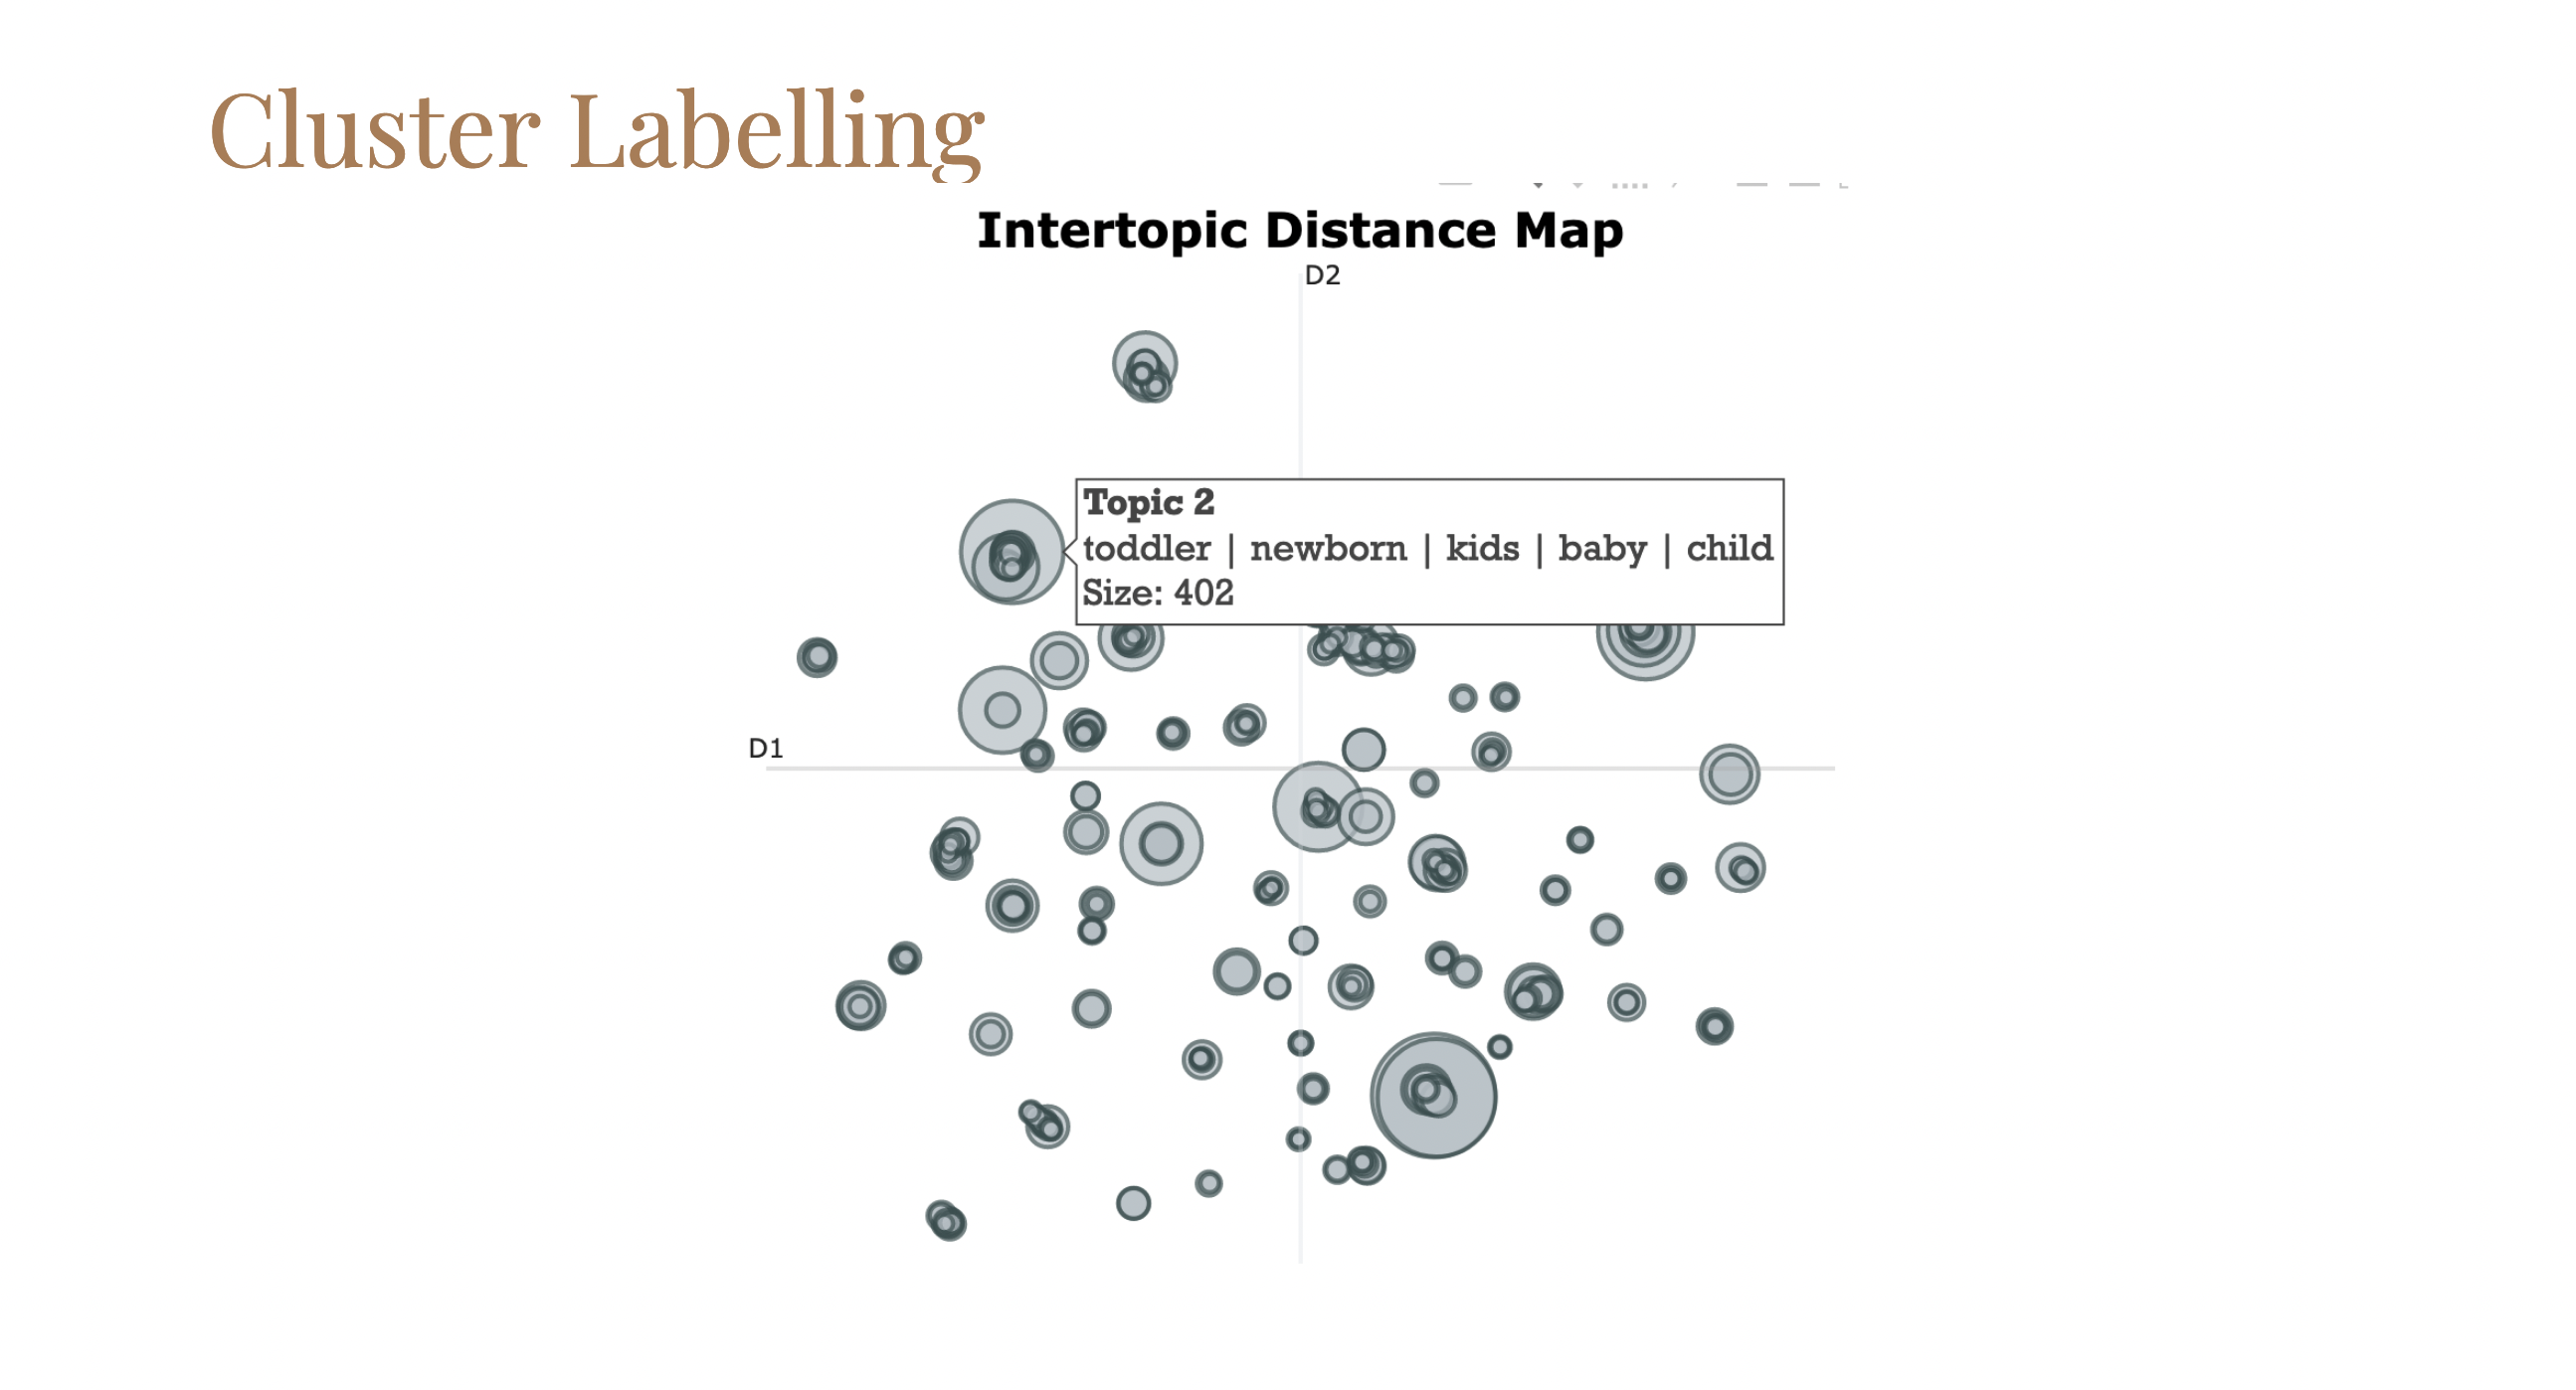 Cluster Labelling
Intertopic Distance Map
D2
Topic 2
toddler | newborn | kids | baby | child
Size: 402
D1